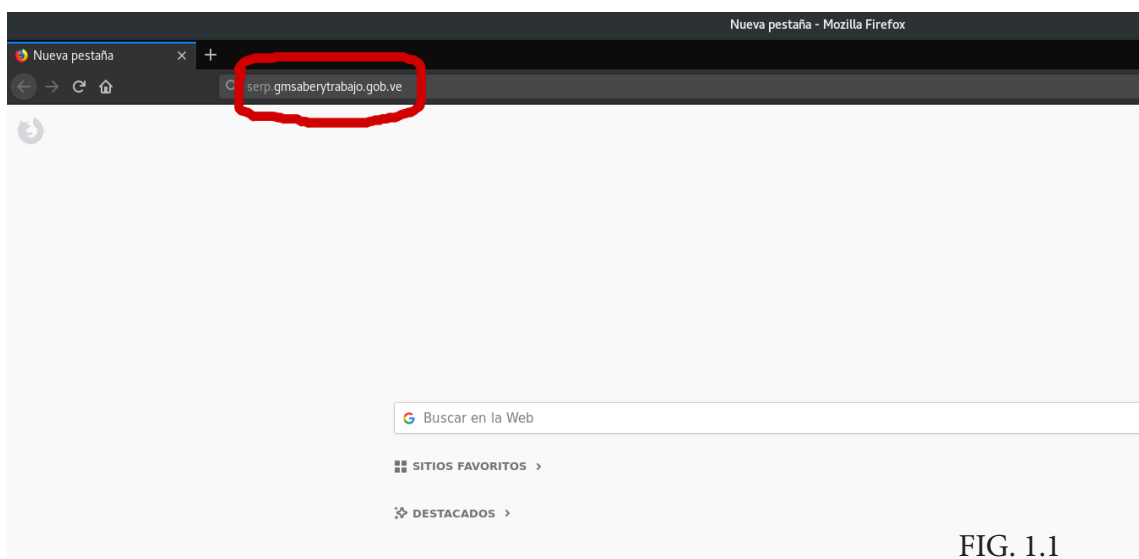 Nueva pestaña - Mozilla Firefox
Nueva pestaña
serp.gmsaberytrabajo.gob.ve
Buscar en la Web
SITIOS FAVORITOS
DESTACADOS
FIG. 1.1